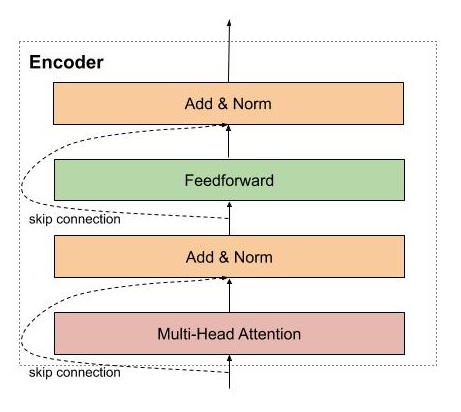 Encoder
Add & Norm
Feedforward
skip connection
Add & Norm
Multi-Head Attention
skip connection